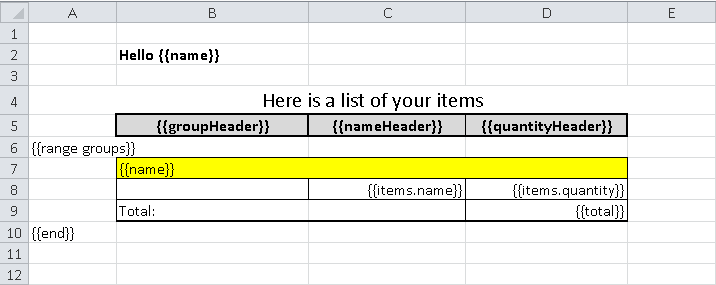 A B C D E
1
2 Hello {{name}}
3
4 Here is a list of your items
5 {{groupHeader}} {{nameHeader}} {{quantityHeader}}
6 {{range groups}}
7 {{name}}
8 {{items.name}} {{items.quantity}}
9 Total: {{total}}
10 {{end}}
11
12